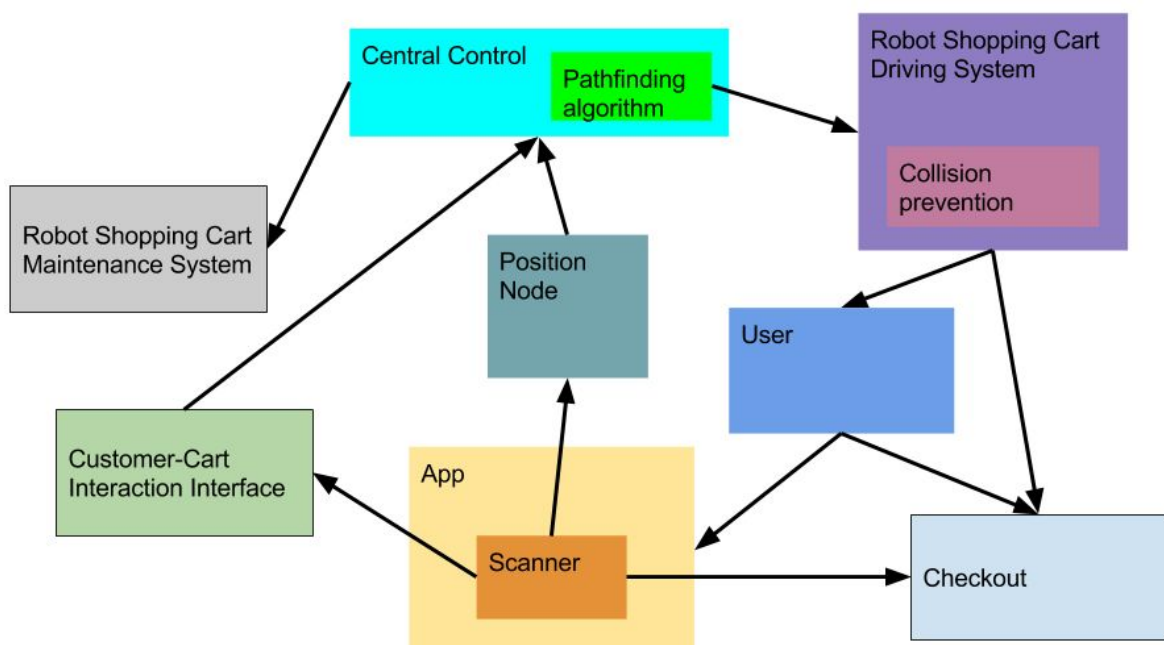 Central Control
Pathfinding
algorithm
Robot Shopping Cart
Driving System
Collision
prevention
Robot Shopping Cart
Maintenance System
Position
Node
User
Customer-Cart
Interaction Interface
App
Scanner
Checkout